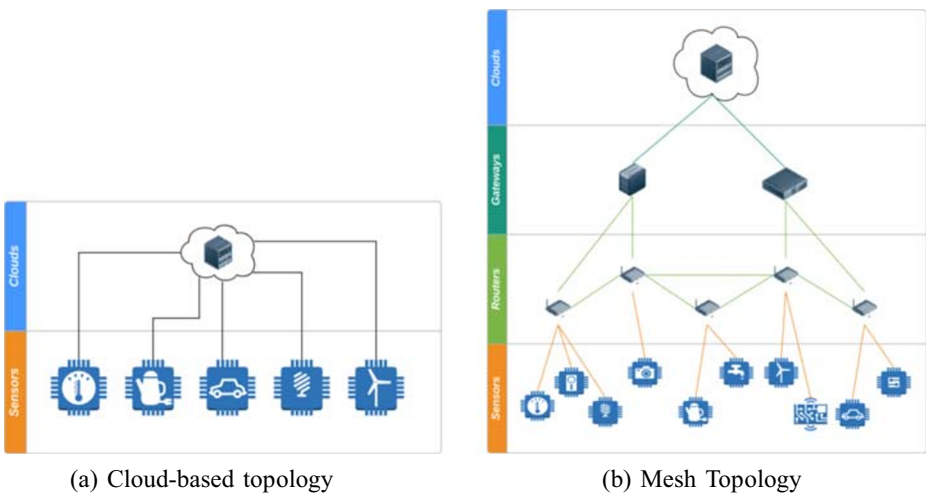 Clouds
Sensors
(a) Cloud-based topology
Clouds
Gateways
Routers
Sensors
(b) Mesh Topology